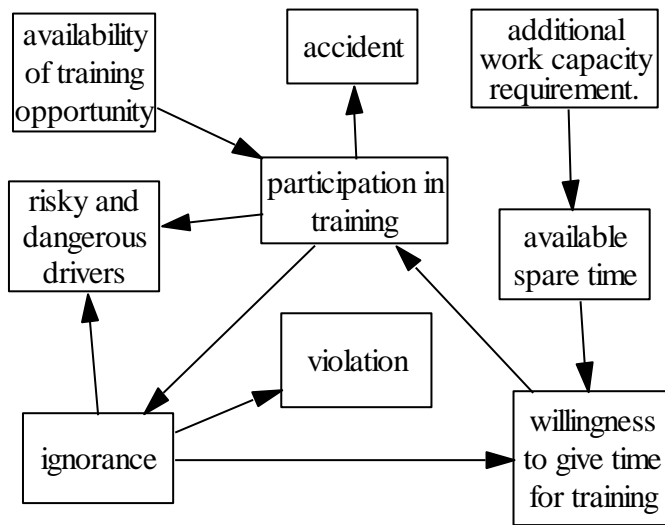 availability
of training
opportunity
accident
additional
work capacity
requirement.
risky and
dangerous
drivers
participation in
training
available
spare time
violation
ignorance
willingness
to give time
for training